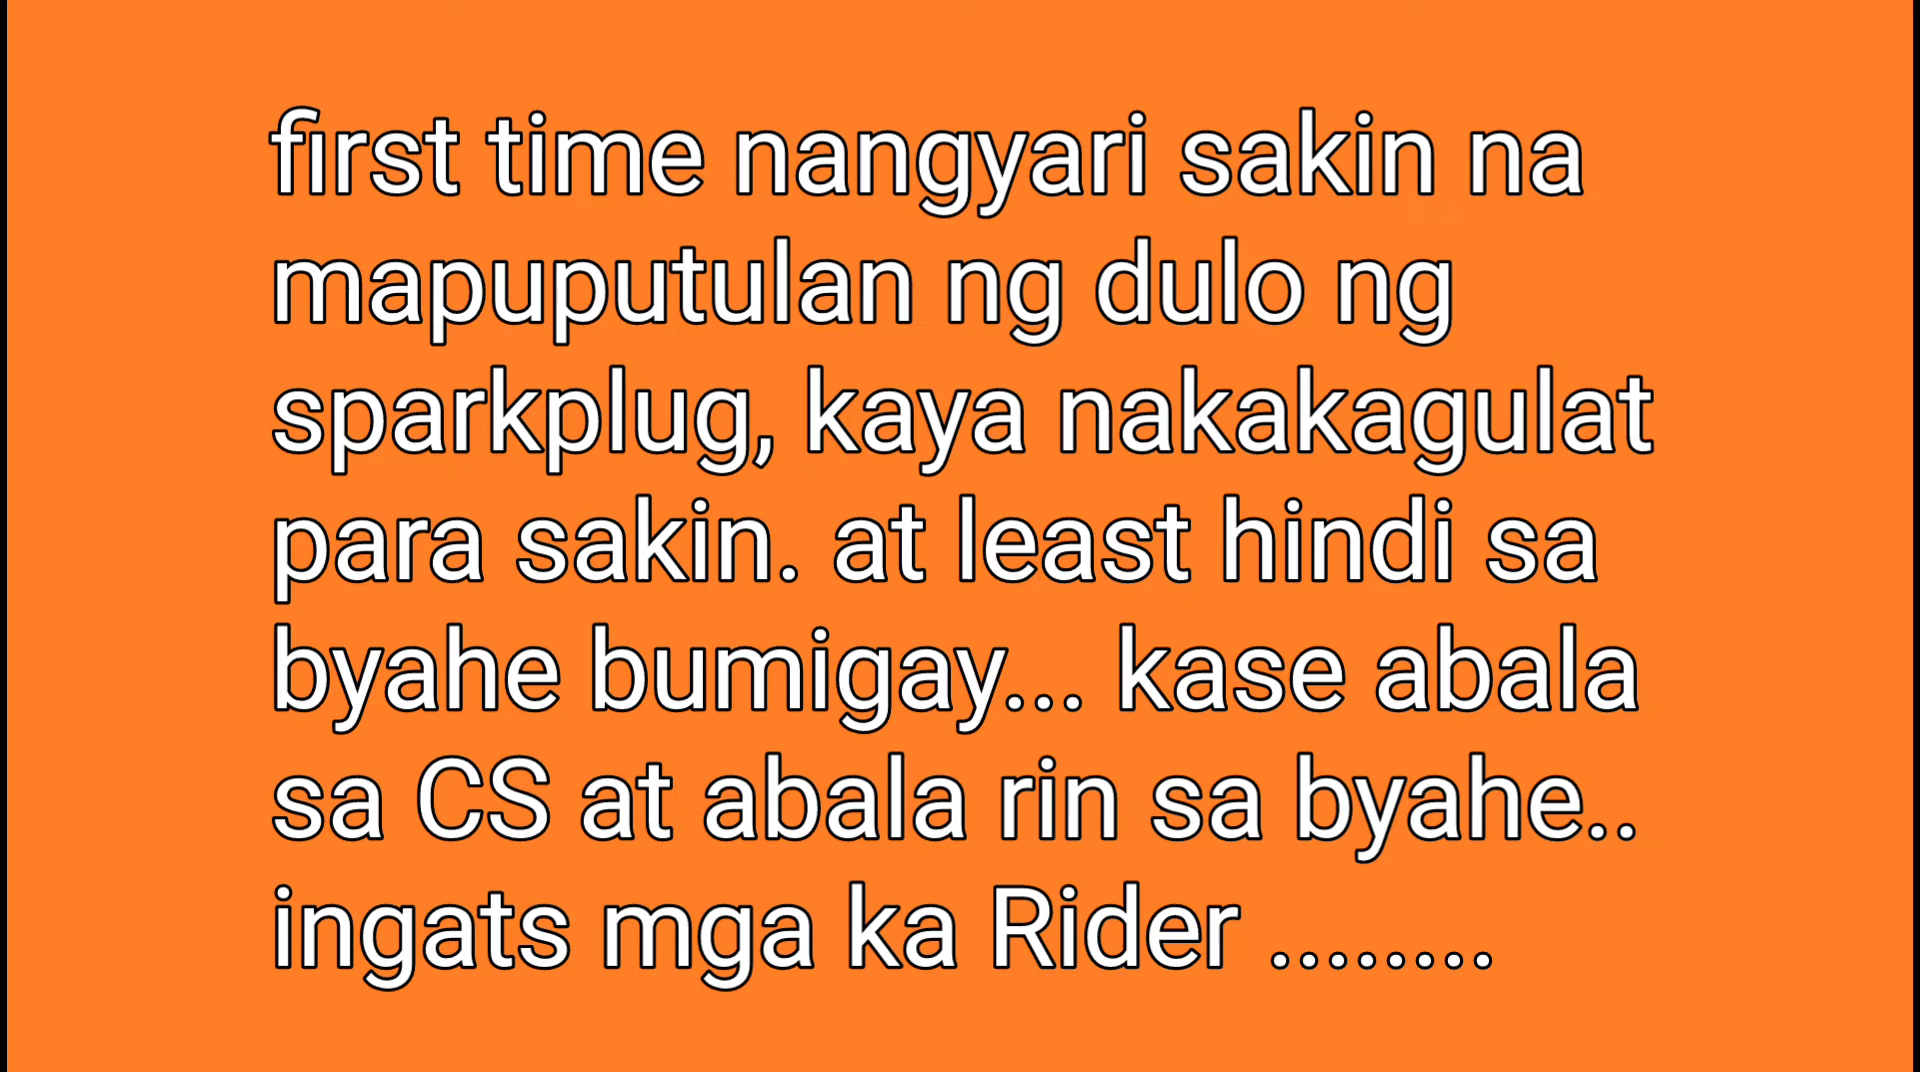 first time nangyari sakin na
mapuputulan ng dulo ng
sparkplug, kaya nakakagulat
para sakin. at least hindi sa
byahe bumigay... kase abala
sa CS at abala rin sa byahe..
ingats mga ka Rider ........